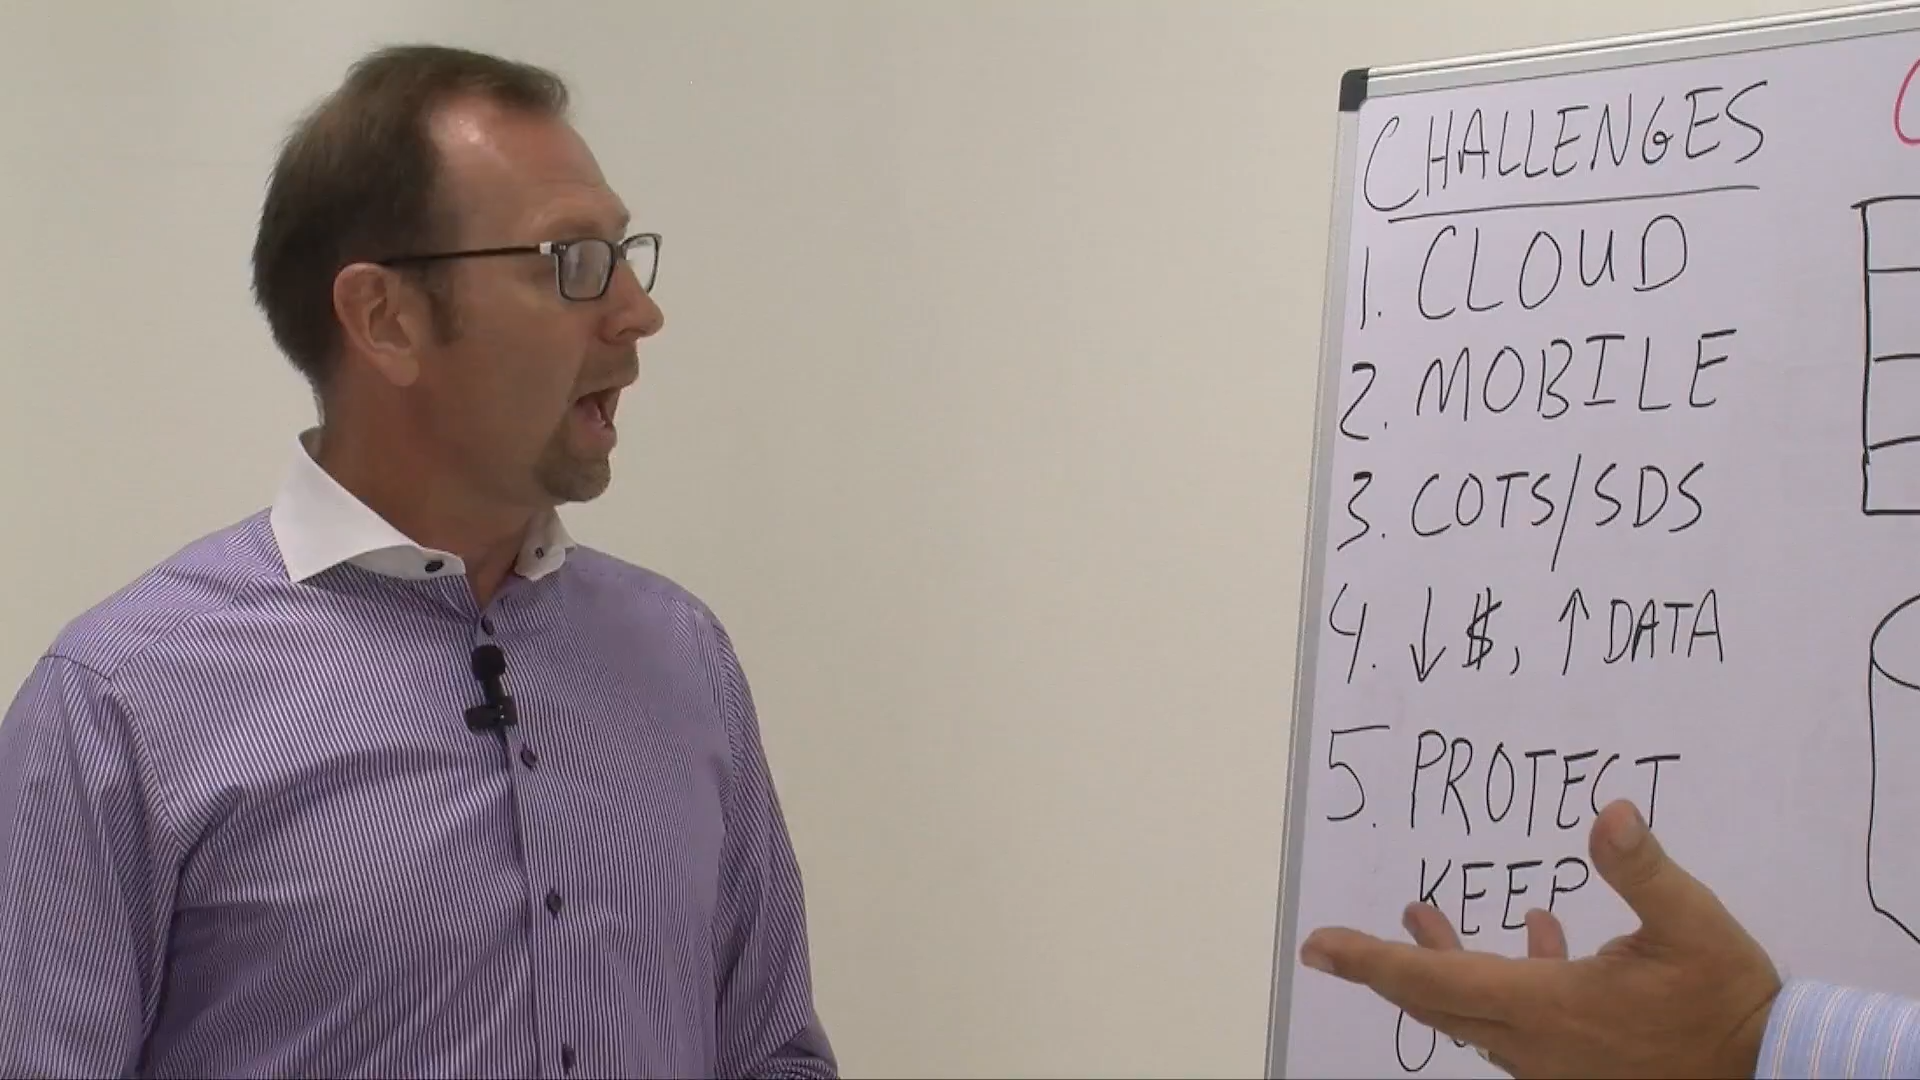 CHALLENGES
1. CLOUD
2. MOBILE
3. COTS/SDS
4. ↓ $, ↑ DATA
5. PROTECT
KEEP